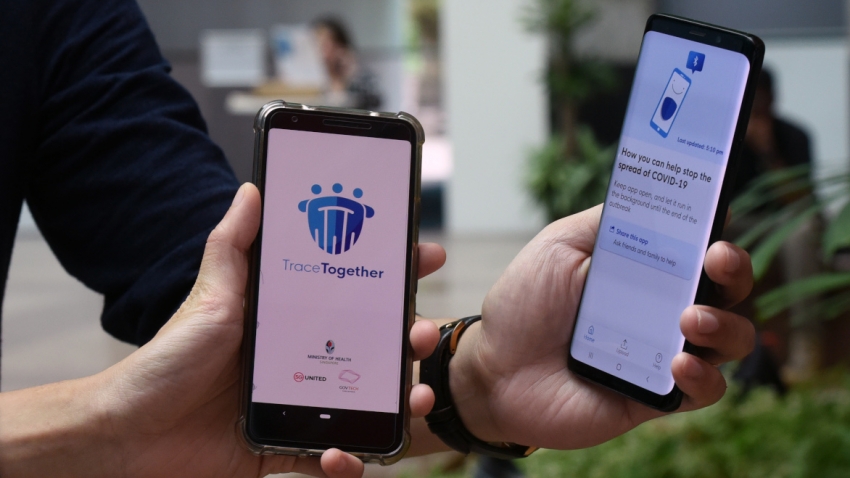 TraceTogether
MINISTRY OF HEALTH
SG UNITED
Last updated: 5:10 pm
How you can help stop the
spread of COVID-19
Keep app open, and let it run in
the background until the end of the
outbreak
Share this app
Ask friends and family to help
Home
Upload
Help